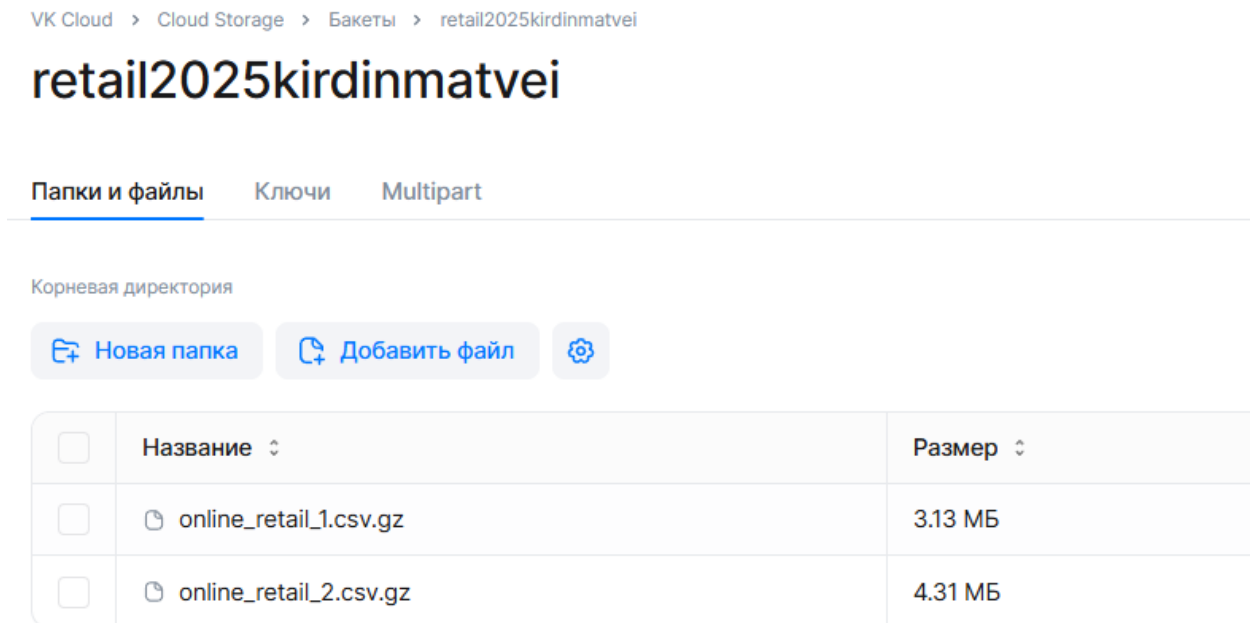 VK Cloud > Cloud Storage > Бакеты > retail2025kirdinmatvei
retail2025kirdinmatvei
Папки и файлы Ключи Multipart
Корневая директория
Новая папка Добавить файл
Название Размер
online_retail_1.csv.gz 3.13 МБ
online_retail_2.csv.gz 4.31 МБ